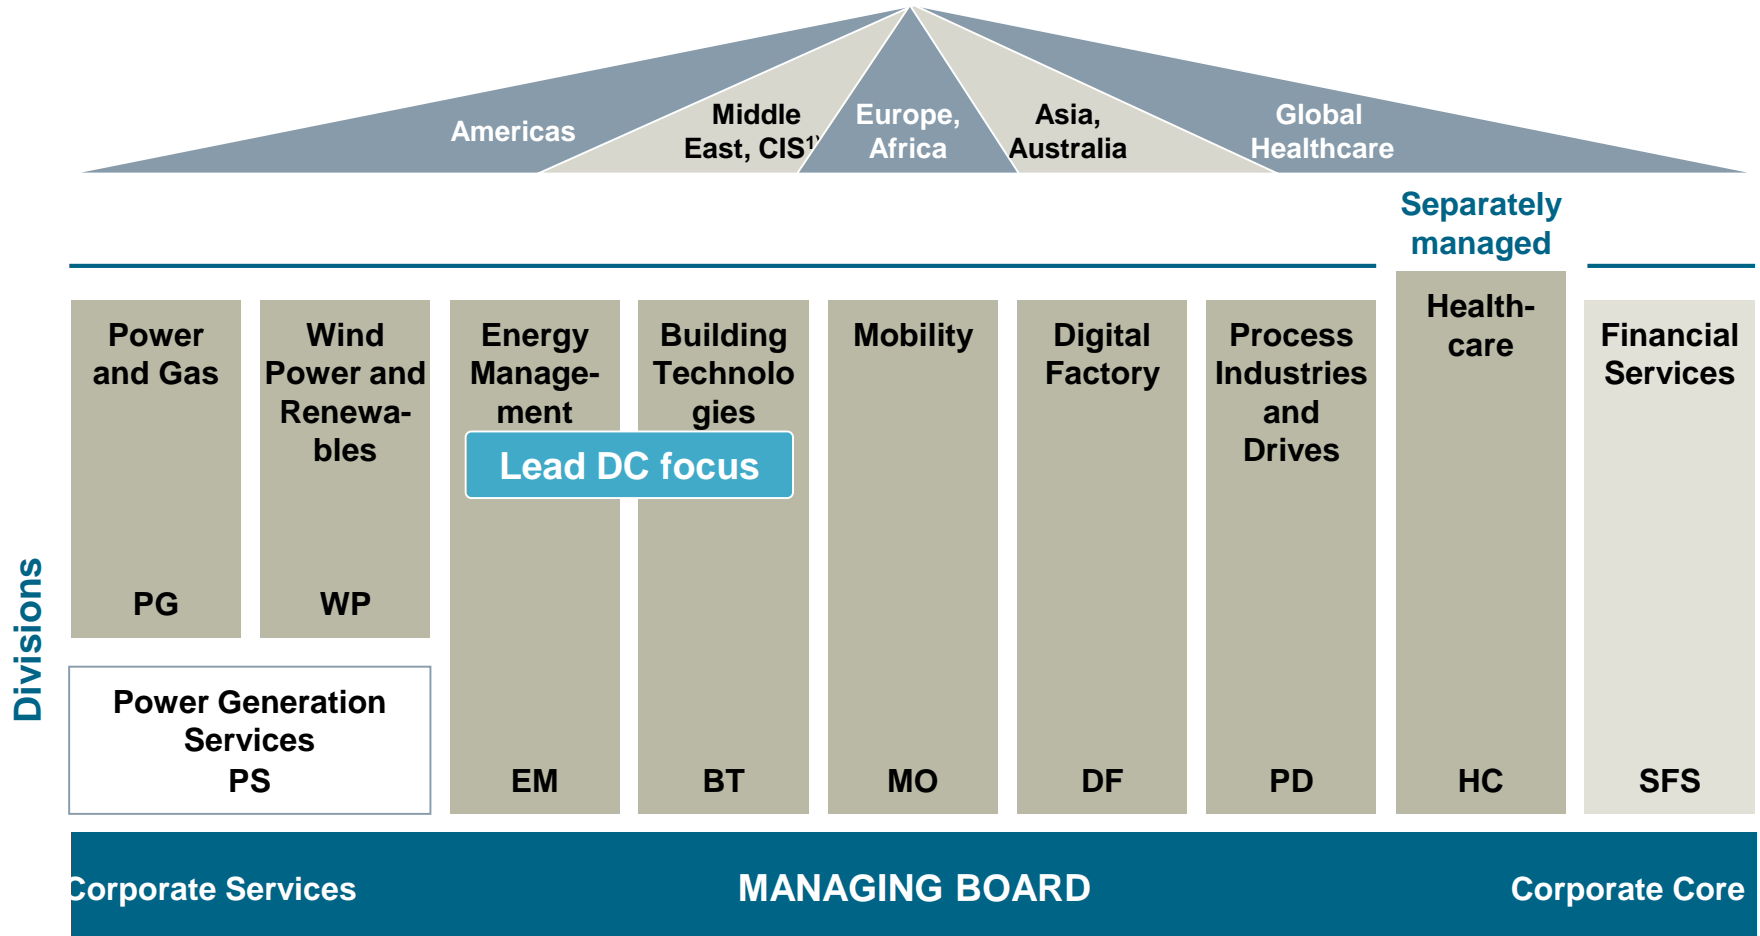 Americas
Middle
East, CIS¹⁾
Europe,
Africa
Asia,
Australia
Global
Healthcare
Separately
managed
Divisions
Power
and Gas
PG
Wind
Power and
Renewa-
bles
WP
Power Generation
Services
PS
Energy
Manage-
ment
EM
Building
Technolo
gies
BT
Lead DC focus
Mobility
MO
Digital
Factory
DF
Process
Industries
and
Drives
PD
Health-
care
HC
Financial
Services
SFS
Corporate Services
MANAGING BOARD
Corporate Core